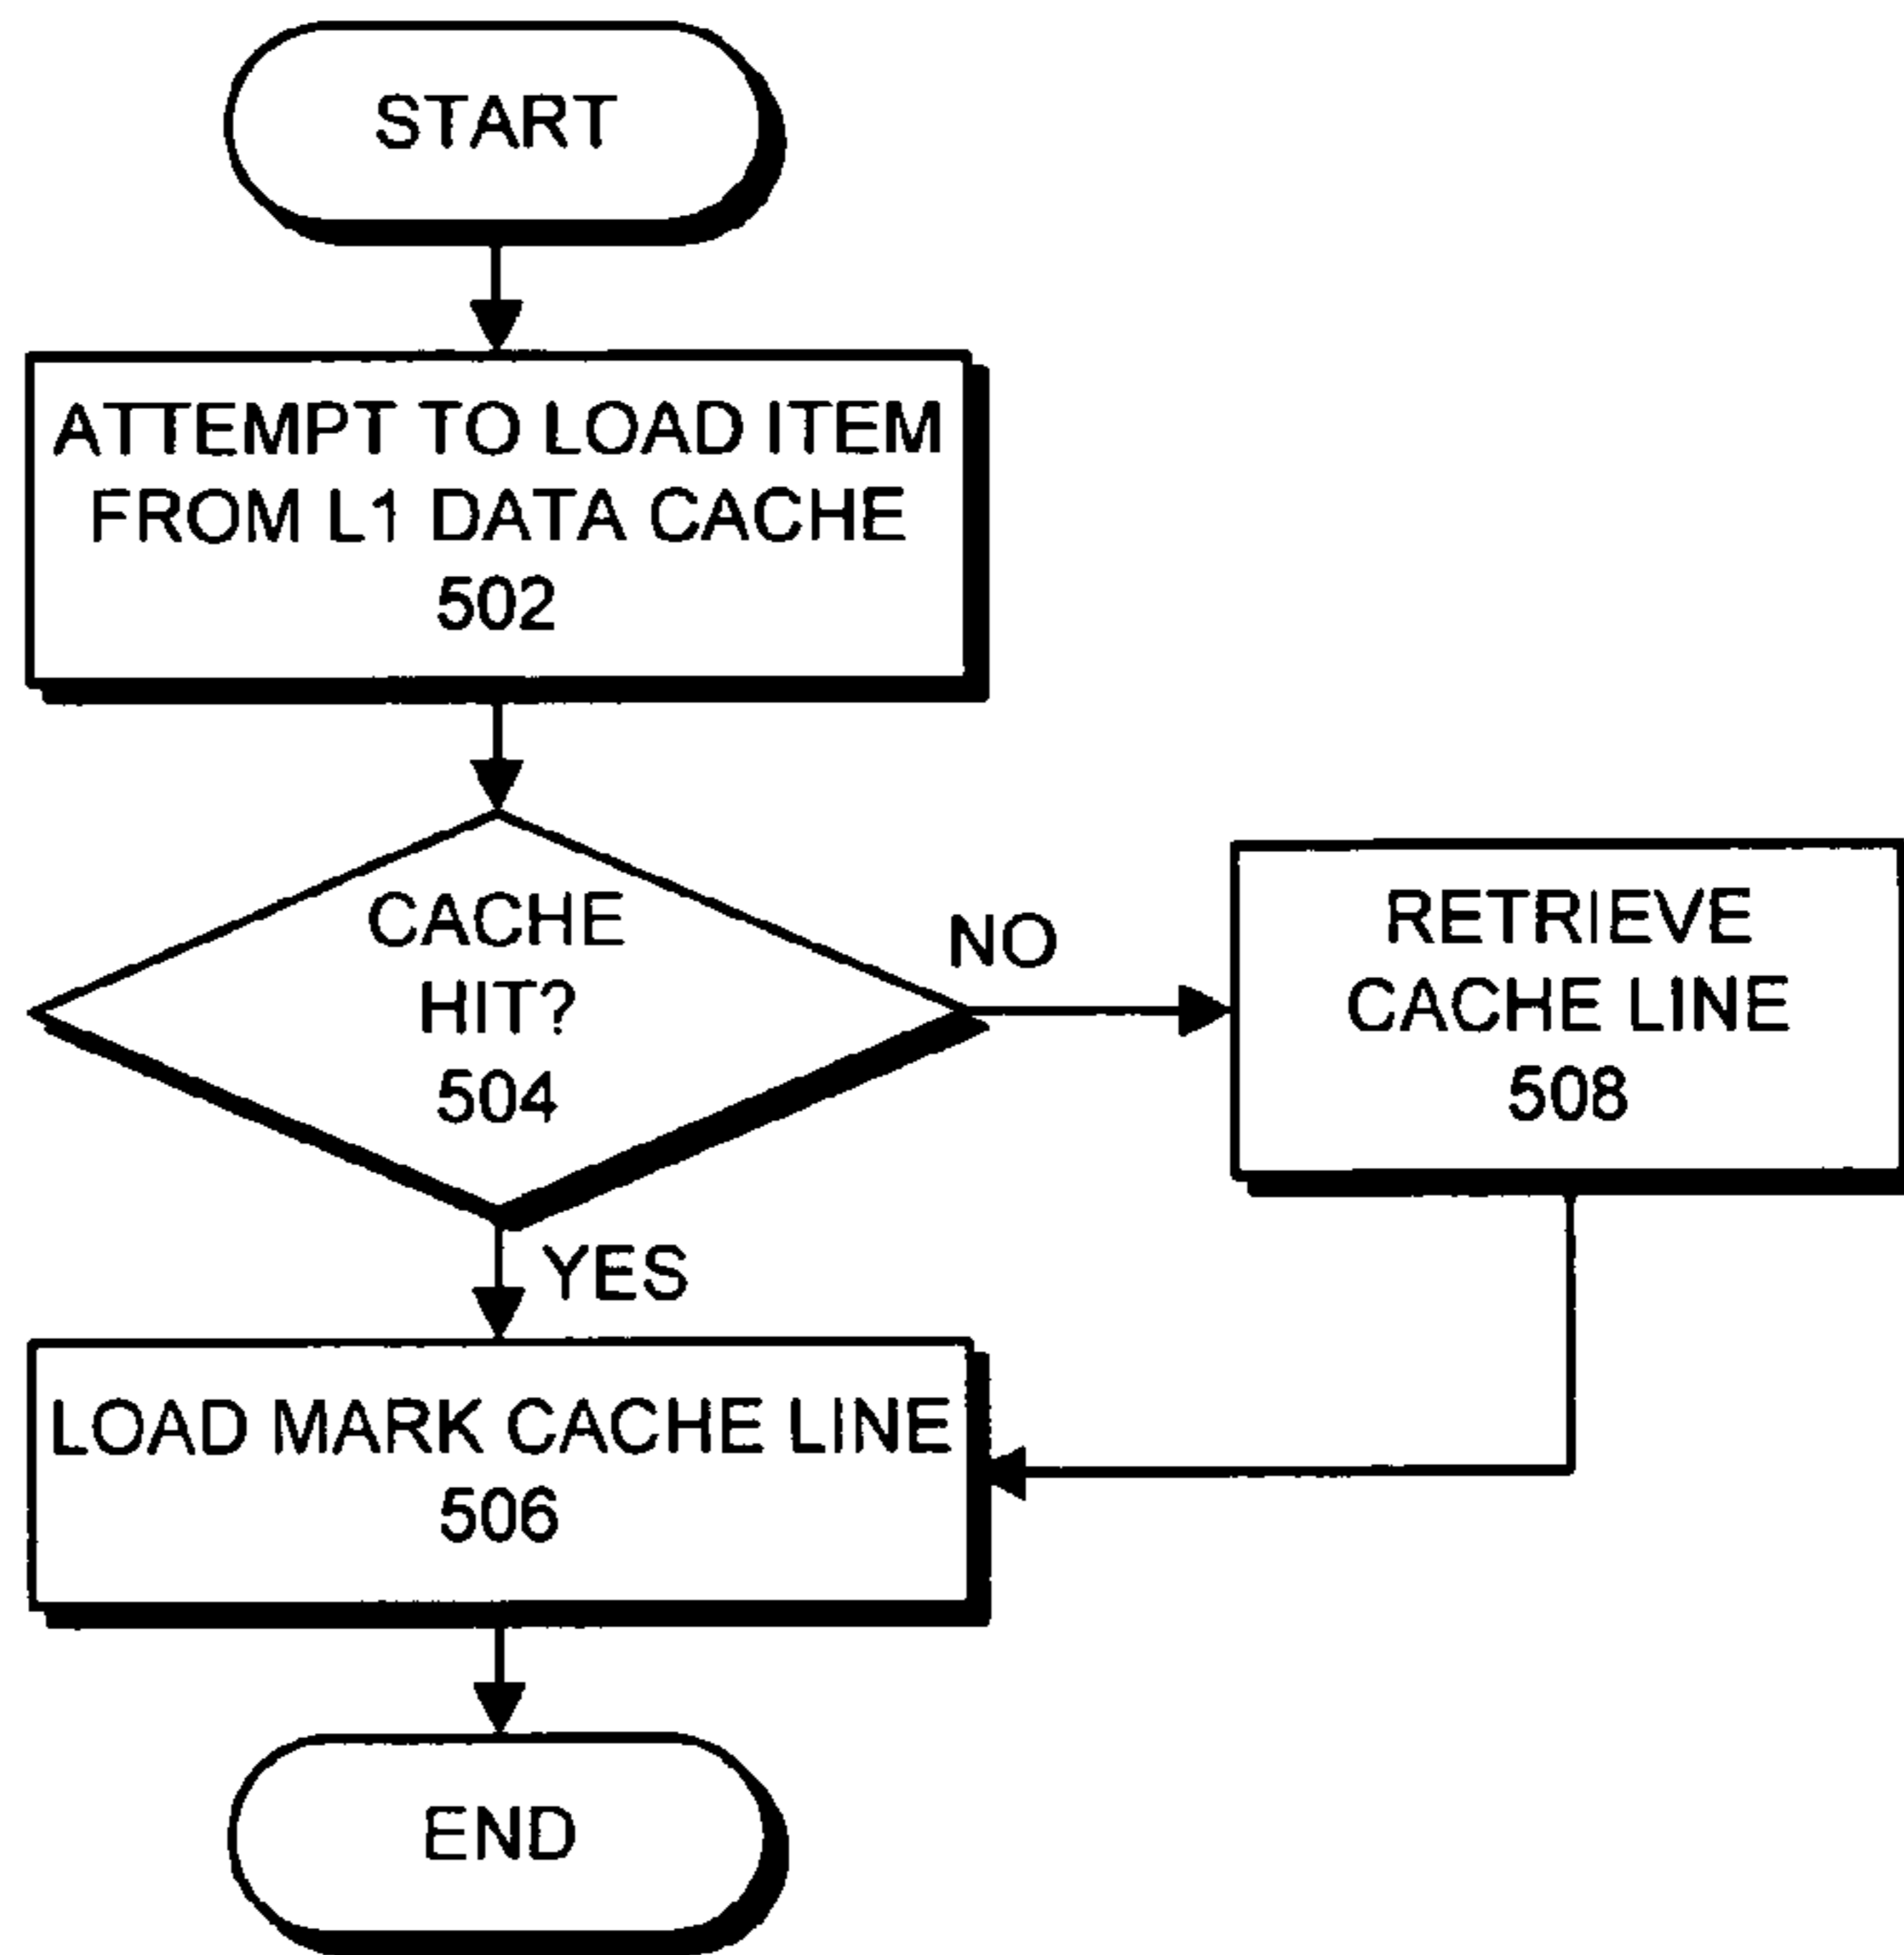 START
ATTEMPT TO LOAD ITEM
FROM L1 DATA CACHE
502
CACHE
HIT?
504
NO
RETRIEVE
CACHE LINE
508
YES
LOAD MARK CACHE LINE
506
END